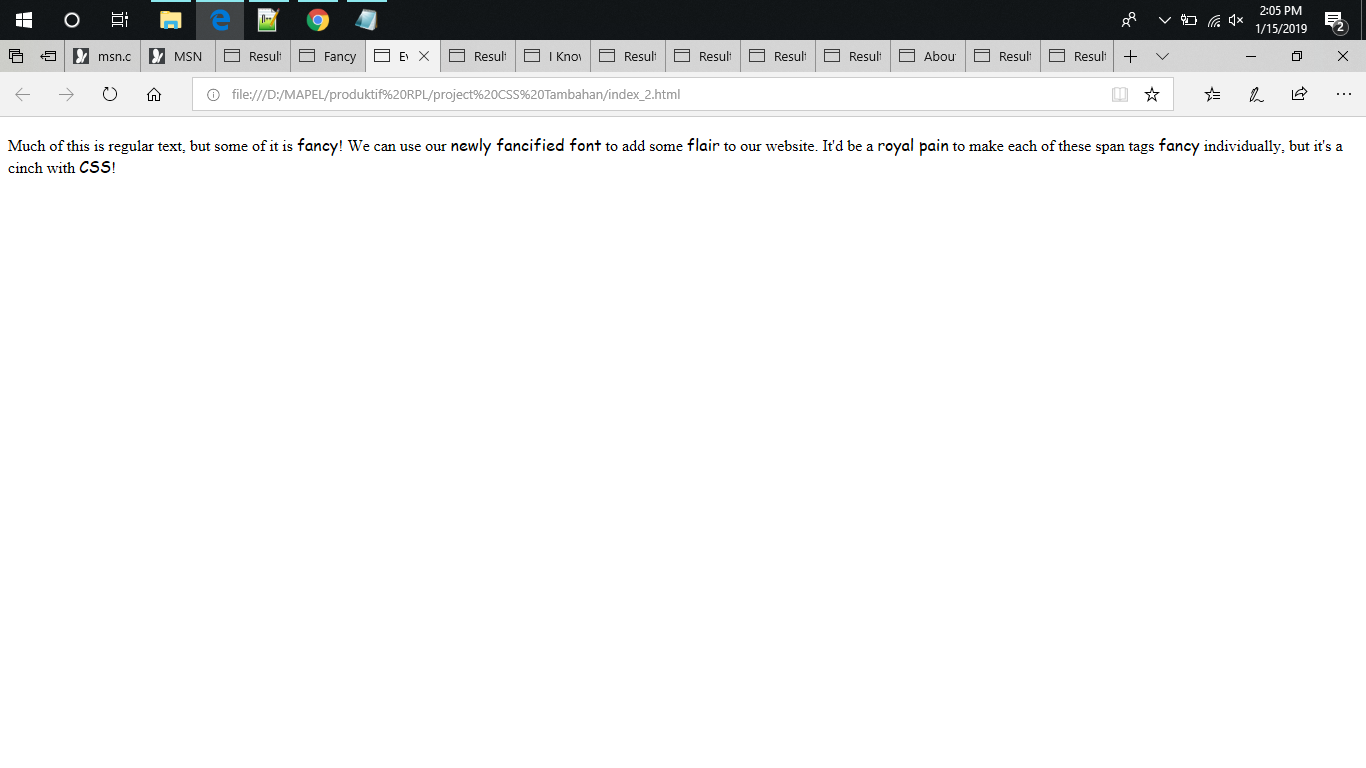 2:05 PM
1/15/2019
2
msn.c
MSN
Result
Fancy
Ev
Result
I Know
Result
Result
Result
Result
About
Result
Result
file:///D:/MAPEL/produktif%20RPL/project%20CSS%20Tambahan/index_2.html
Much of this is regular text, but some of it is fancy! We can use our newly fancified font to add some flair to our website. It'd be a royal pain to make each of these span tags fancy individually, but it's a
cinch with CSS!